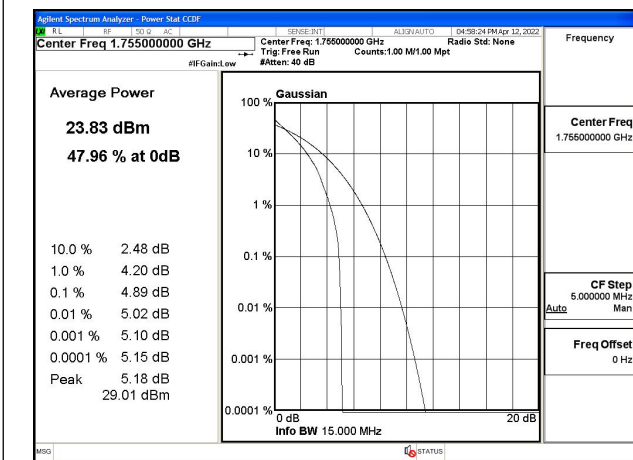 Agilent Spectrum Analyzer - Power Stat CCDF
RL RF 50 Ω AC SENSE:INT ALIGN AUTO 04:58:24 PM Apr 12, 2022
Center Freq 1.755000000 GHz
Center Freq: 1.755000000 GHz Radio Std: None
Trig: Free Run Counts:1.00 M/1.00 Mpt
#IFGain:Low #Atten: 40 dB
Frequency
Average Power
23.83 dBm
47.96 % at 0dB
10.0 % 2.48 dB
1.0 % 4.20 dB
0.1 % 4.89 dB
0.01 % 5.02 dB
0.001 % 5.10 dB
0.0001 % 5.15 dB
Peak 5.18 dB
29.01 dBm
Gaussian
100 %
10 %
1 %
0.1 %
0.01 %
0.001 %
0.0001 %
0 dB 20 dB
Info BW 15.000 MHz
Center Freq
1.755000000 GHz
CF Step
5.000000 MHz
Auto Man
Freq Offset
0 Hz
MSG STATUS